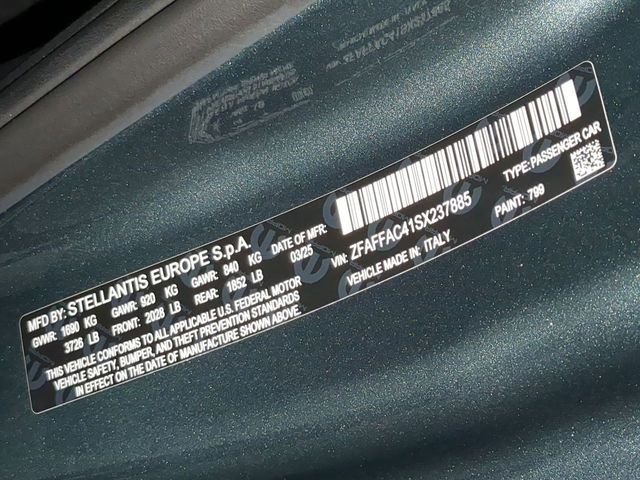 MFD BY: STELLANTIS EUROPE S.p.A.
GVWR: 1690 KG GAWR: 920 KG GAWR: 840 KG DATE OF MFR:
3726 LB FRONT: 2028 LB REAR: 1852 LB 03/25
THIS VEHICLE CONFORMS TO ALL APPLICABLE U.S. FEDERAL MOTOR
VEHICLE SAFETY, BUMPER, AND THEFT PREVENTION STANDARDS
IN EFFECT ON THE DATE OF MANUFACTURE SHOWN ABOVE.
VIN: ZFAFFAC41SX237885 TYPE: PASSENGER CAR
VEHICLE MADE IN: ITALY PAINT: 799